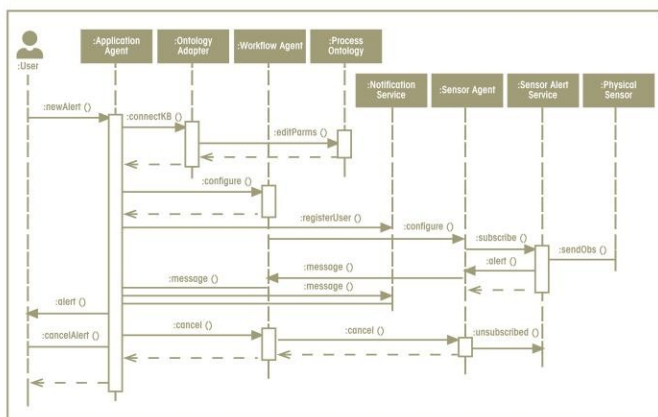 :User
:Application
Agent
:Ontology
Adapter
:Workflow Agent
:Process
Ontology
:Notification
Service
:Sensor Agent
:Sensor Alert
Service
:Physical
Sensor
:newAlert ()
:connectKB ()
:editParms ()
:configure ()
:registerUser ()
:configure ()
:subscribe ()
:sendObs ()
:alert ()
:message ()
:message ()
:message ()
:alert ()
:cancelAlert ()
:cancel ()
:cancel ()
:unsubscribed ()